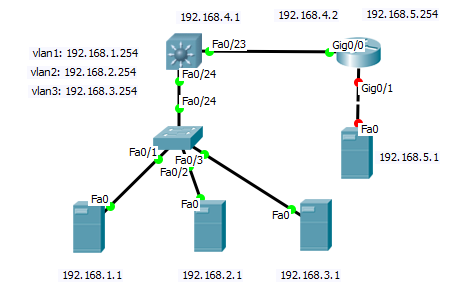 192.168.4.1
192.168.4.2
192.168.5.254
vlan1: 192.168.1.254
vlan2: 192.168.2.254
vlan3: 192.168.3.254
Fa0/23
Gig0/0
Fa0/24
Gig0/1
Fa0/24
Fa0
192.168.5.1
Fa0/1
Fa0/3
Fa0/2
Fa0
Fa0
Fa0
192.168.1.1
192.168.2.1
192.168.3.1